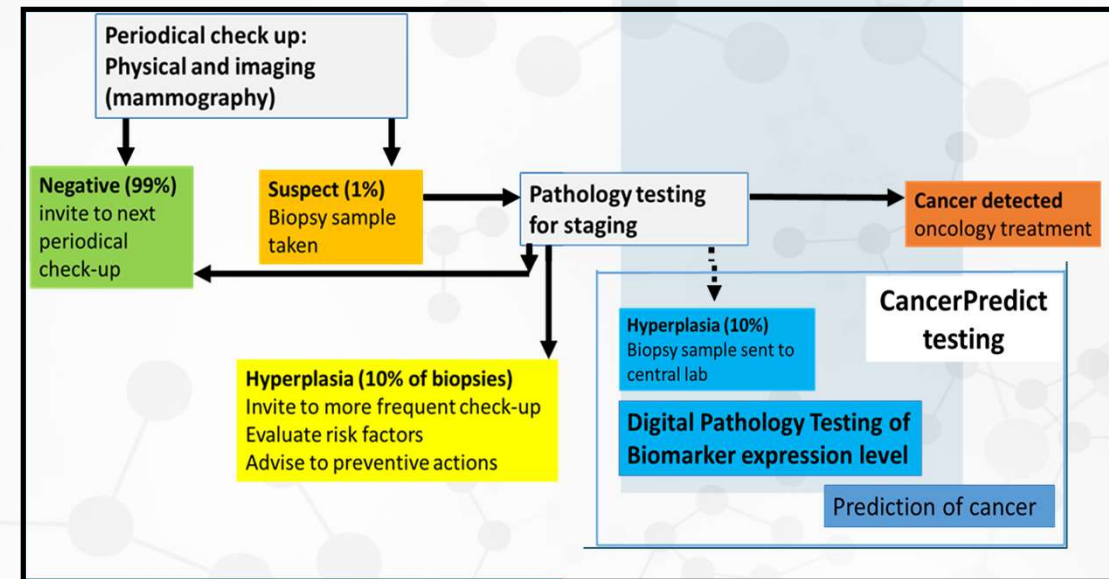 Periodical check up:
Physical and imaging
(mammography)
Negative (99%)
invite to next
periodical
check-up
Suspect (1%)
Biopsy sample
taken
Pathology testing
for staging
Cancer detected
oncology treatment
Hyperplasia (10% of biopsies)
Invite to more frequent check-up
Evaluate risk factors
Advise to preventive actions
CancerPredict
testing
Hyperplasia (10%)
Biopsy sample sent to
central lab
Digital Pathology Testing of
Biomarker expression level
Prediction of cancer